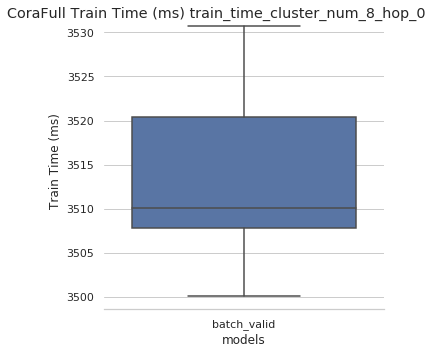 CoraFull Train Time (ms) train_time_cluster_num_8_hop_0
3530
3525
3520
3515
3510
3505
3500
Train Time (ms)
batch_valid
models